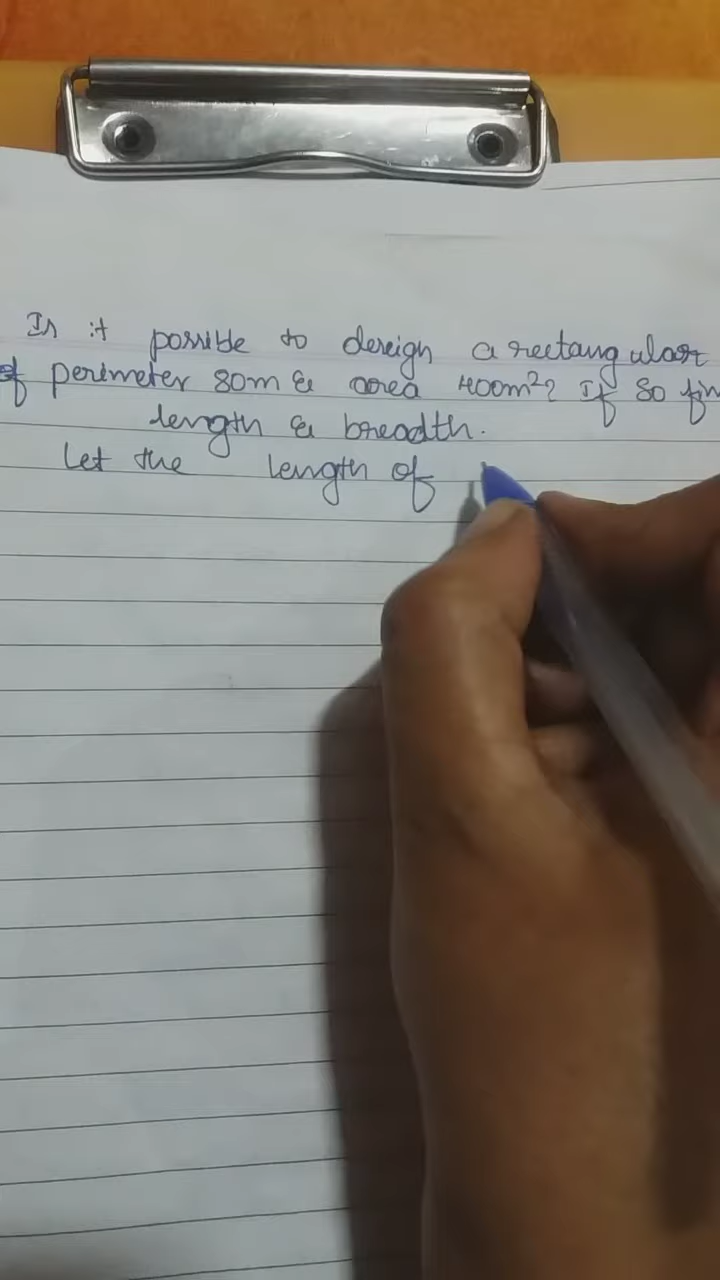 Is it possible to design a rectangular
of perimeter 80m & area 400m²? If so fin
length & breadth.
Let the length of